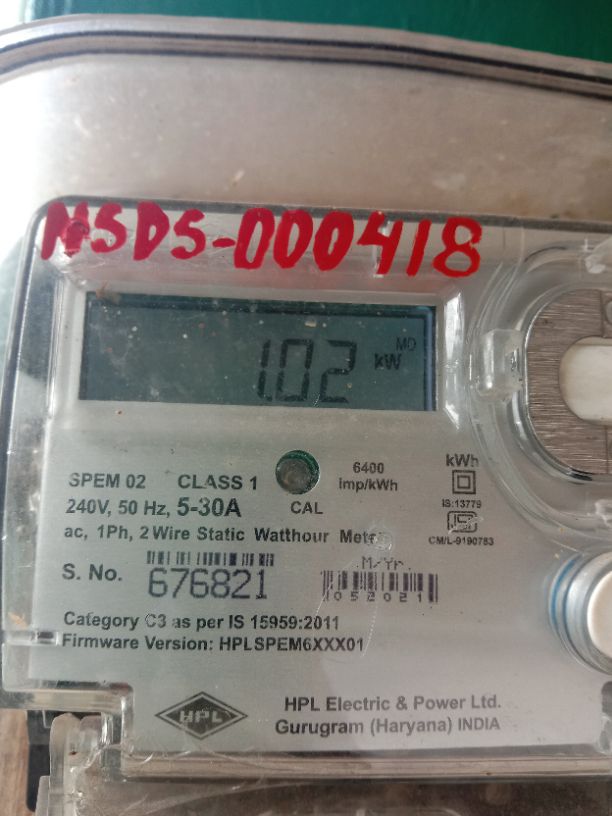 NSDS-000418
MD
1.02 kW
6400
imp/kWh
kWh
SPEM 02 CLASS 1
240V, 50 Hz, 5-30A
CAL
IS:13779
ISI
CM/L-9190783
ac, 1Ph, 2 Wire Static Watthour Meter
M/Yr.
S. No. 676821
052021
Category C3 as per IS 15959:2011
Firmware Version: HPLSPEM6XXX01
HPL
HPL Electric & Power Ltd.
Gurugram (Haryana) INDIA